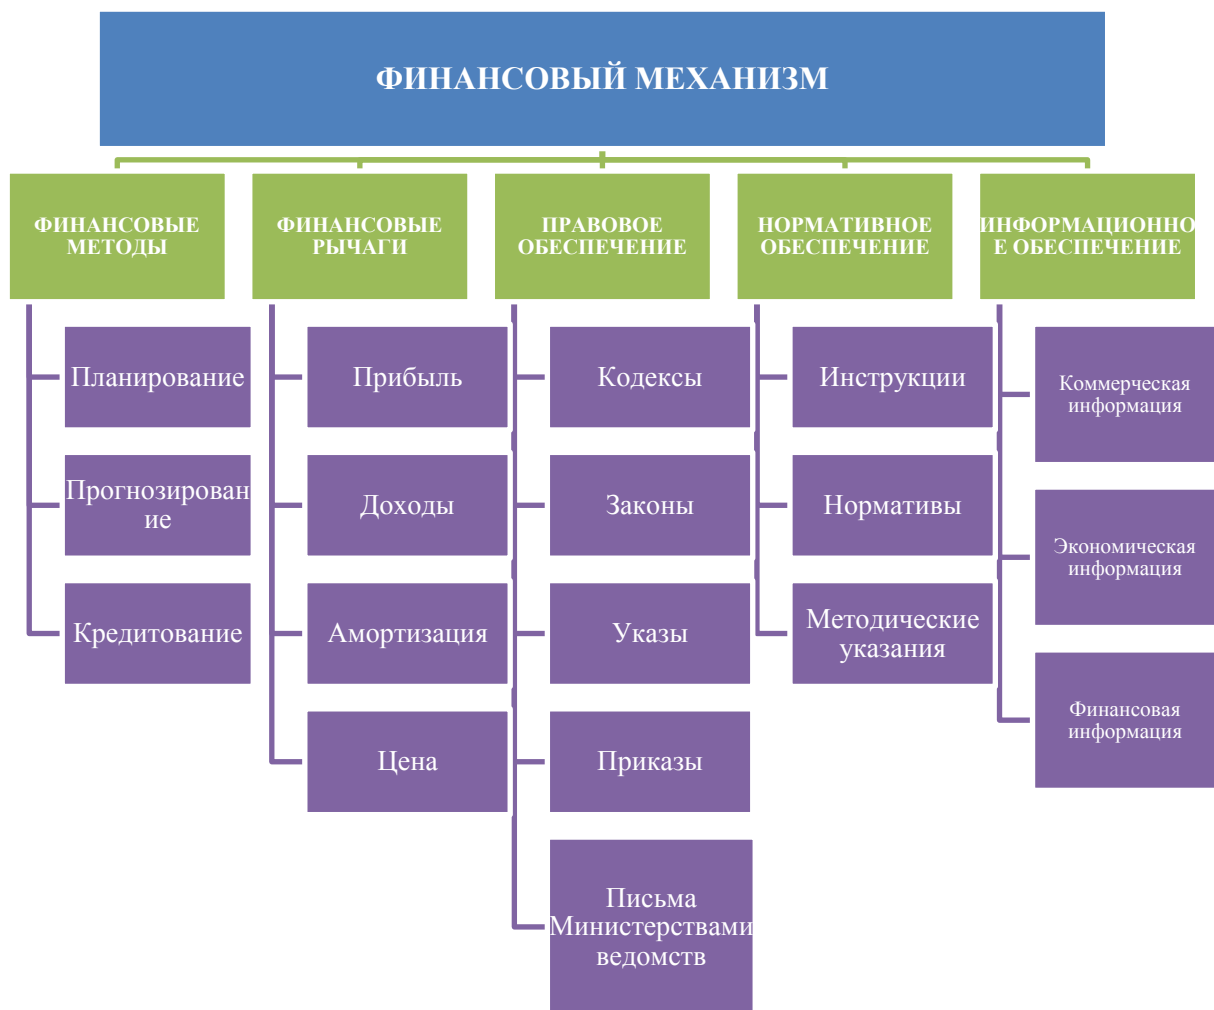 ФИНАНСОВЫЙ МЕХАНИЗМ
ФИНАНСОВЫЕ
МЕТОДЫ
Планирование
Прогнозирован
ие
Кредитование
ФИНАНСОВЫЕ
РЫЧАГИ
Прибыль
Доходы
Амортизация
Цена
ПРАВОВОЕ
ОБЕСПЕЧЕНИЕ
Кодексы
Законы
Указы
Приказы
Письма
Министерствами
ведомств
НОРМАТИВНОЕ
ОБЕСПЕЧЕНИЕ
Инструкции
Нормативы
Методические
указания
ИНФОРМАЦИОННО
Е ОБЕСПЕЧЕНИЕ
Коммерческая
информация
Экономическая
информация
Финансовая
информация